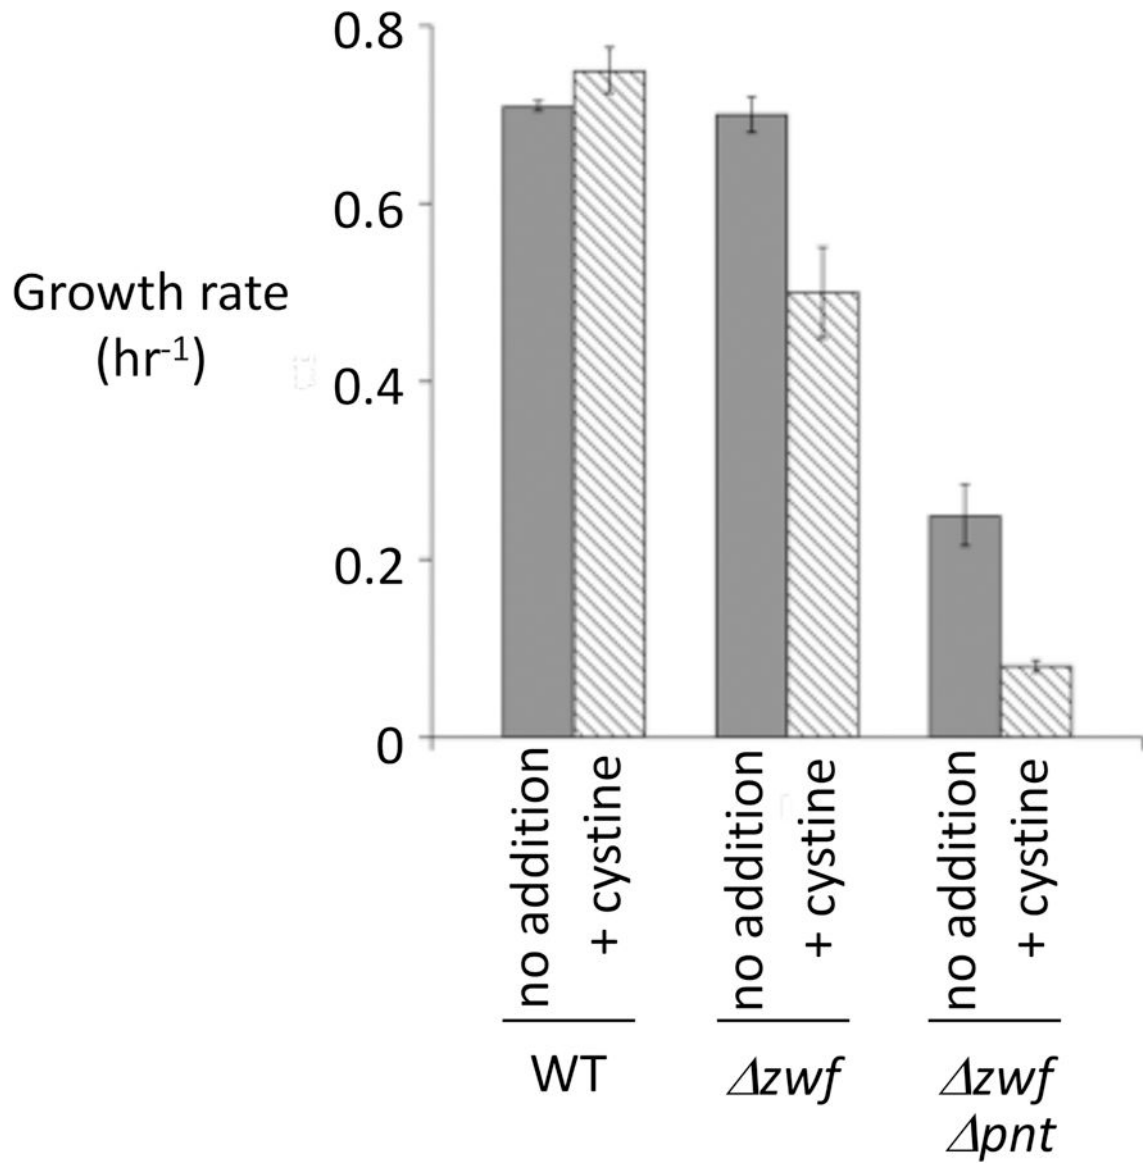 0.8
0.6
Growth rate
(hr-1)
0.4
0.2
0
no addition
+ cystine
no addition
+ cystine
no addition
+ cystine
WT
Δzwf
Δzwf
Δpnt